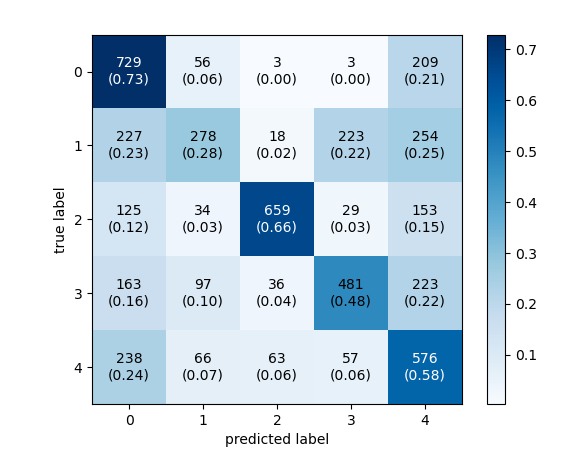 729 56 3 3 209
0 (0.73) (0.06) (0.00) (0.00) (0.21)
227 278 18 223 254
1 (0.23) (0.28) (0.02) (0.22) (0.25)
125 34 659 29 153
2 (0.12) (0.03) (0.66) (0.03) (0.15)
163 97 36 481 223
3 (0.16) (0.10) (0.04) (0.48) (0.22)
238 66 63 57 576
4 (0.24) (0.07) (0.06) (0.06) (0.58)
0 1 2 3 4
predicted label
true label
0.7
0.6
0.5
0.4
0.3
0.2
0.1